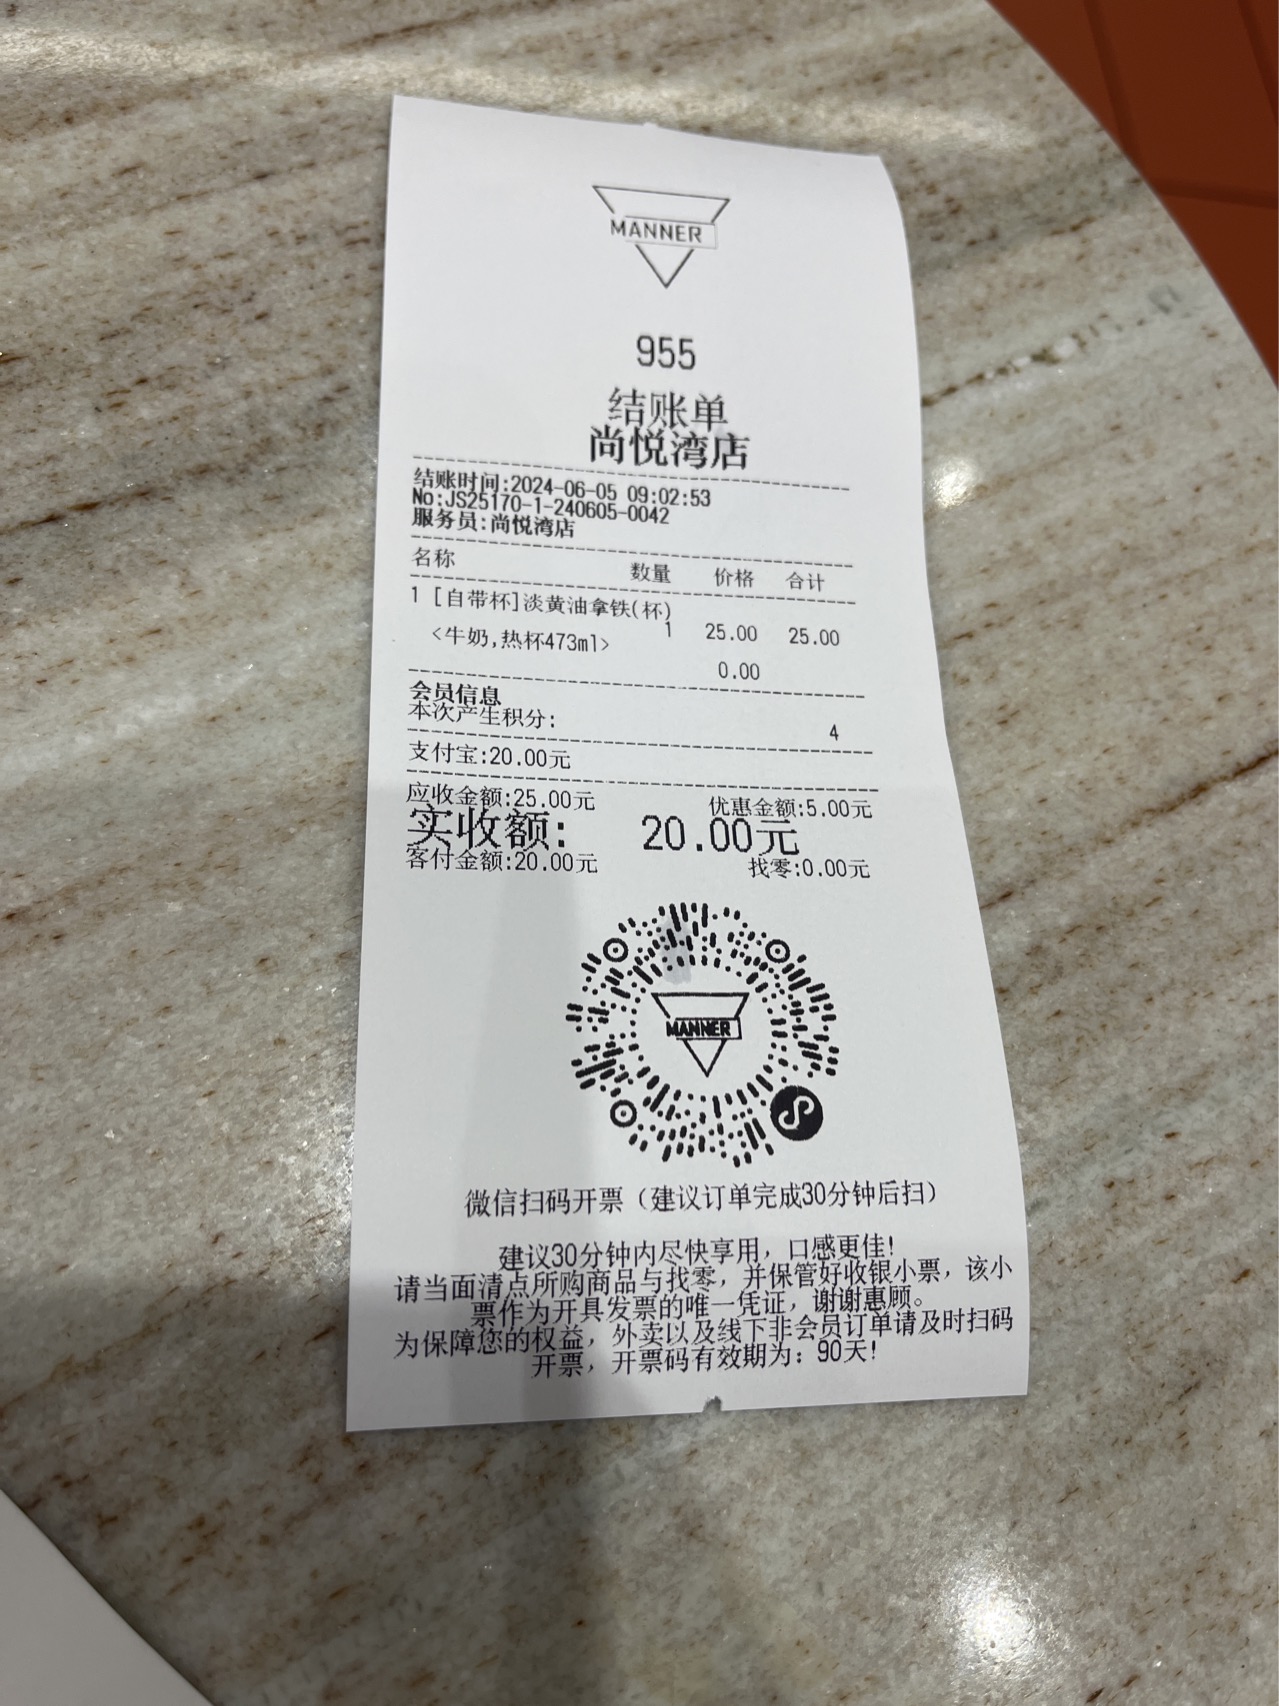 MANNER
955
结账单
尚悦湾店
结账时间:2024-06-05 09:02:53
No:JS25170-1-240605-0042
服务员:尚悦湾店
名称 数量 价格 合计
1 [自带杯]淡黄油拿铁(杯)
1 25.00 25.00
<牛奶,热杯473ml>
0.00
会员信息
本次产生积分: 4
支付宝:20.00元
应收金额:25.00元 优惠金额:5.00元
实收额: 20.00元
客付金额:20.00元 找零:0.00元
MANNER
微信扫码开票（建议订单完成30分钟后扫）
建议30分钟内尽快享用，口感更佳!
请当面清点所购商品与找零，并保管好收银小票，该小
票作为开具发票的唯一凭证，谢谢惠顾。
为保障您的权益，外卖以及线下非会员订单请及时扫码
开票，开票码有效期为：90天!